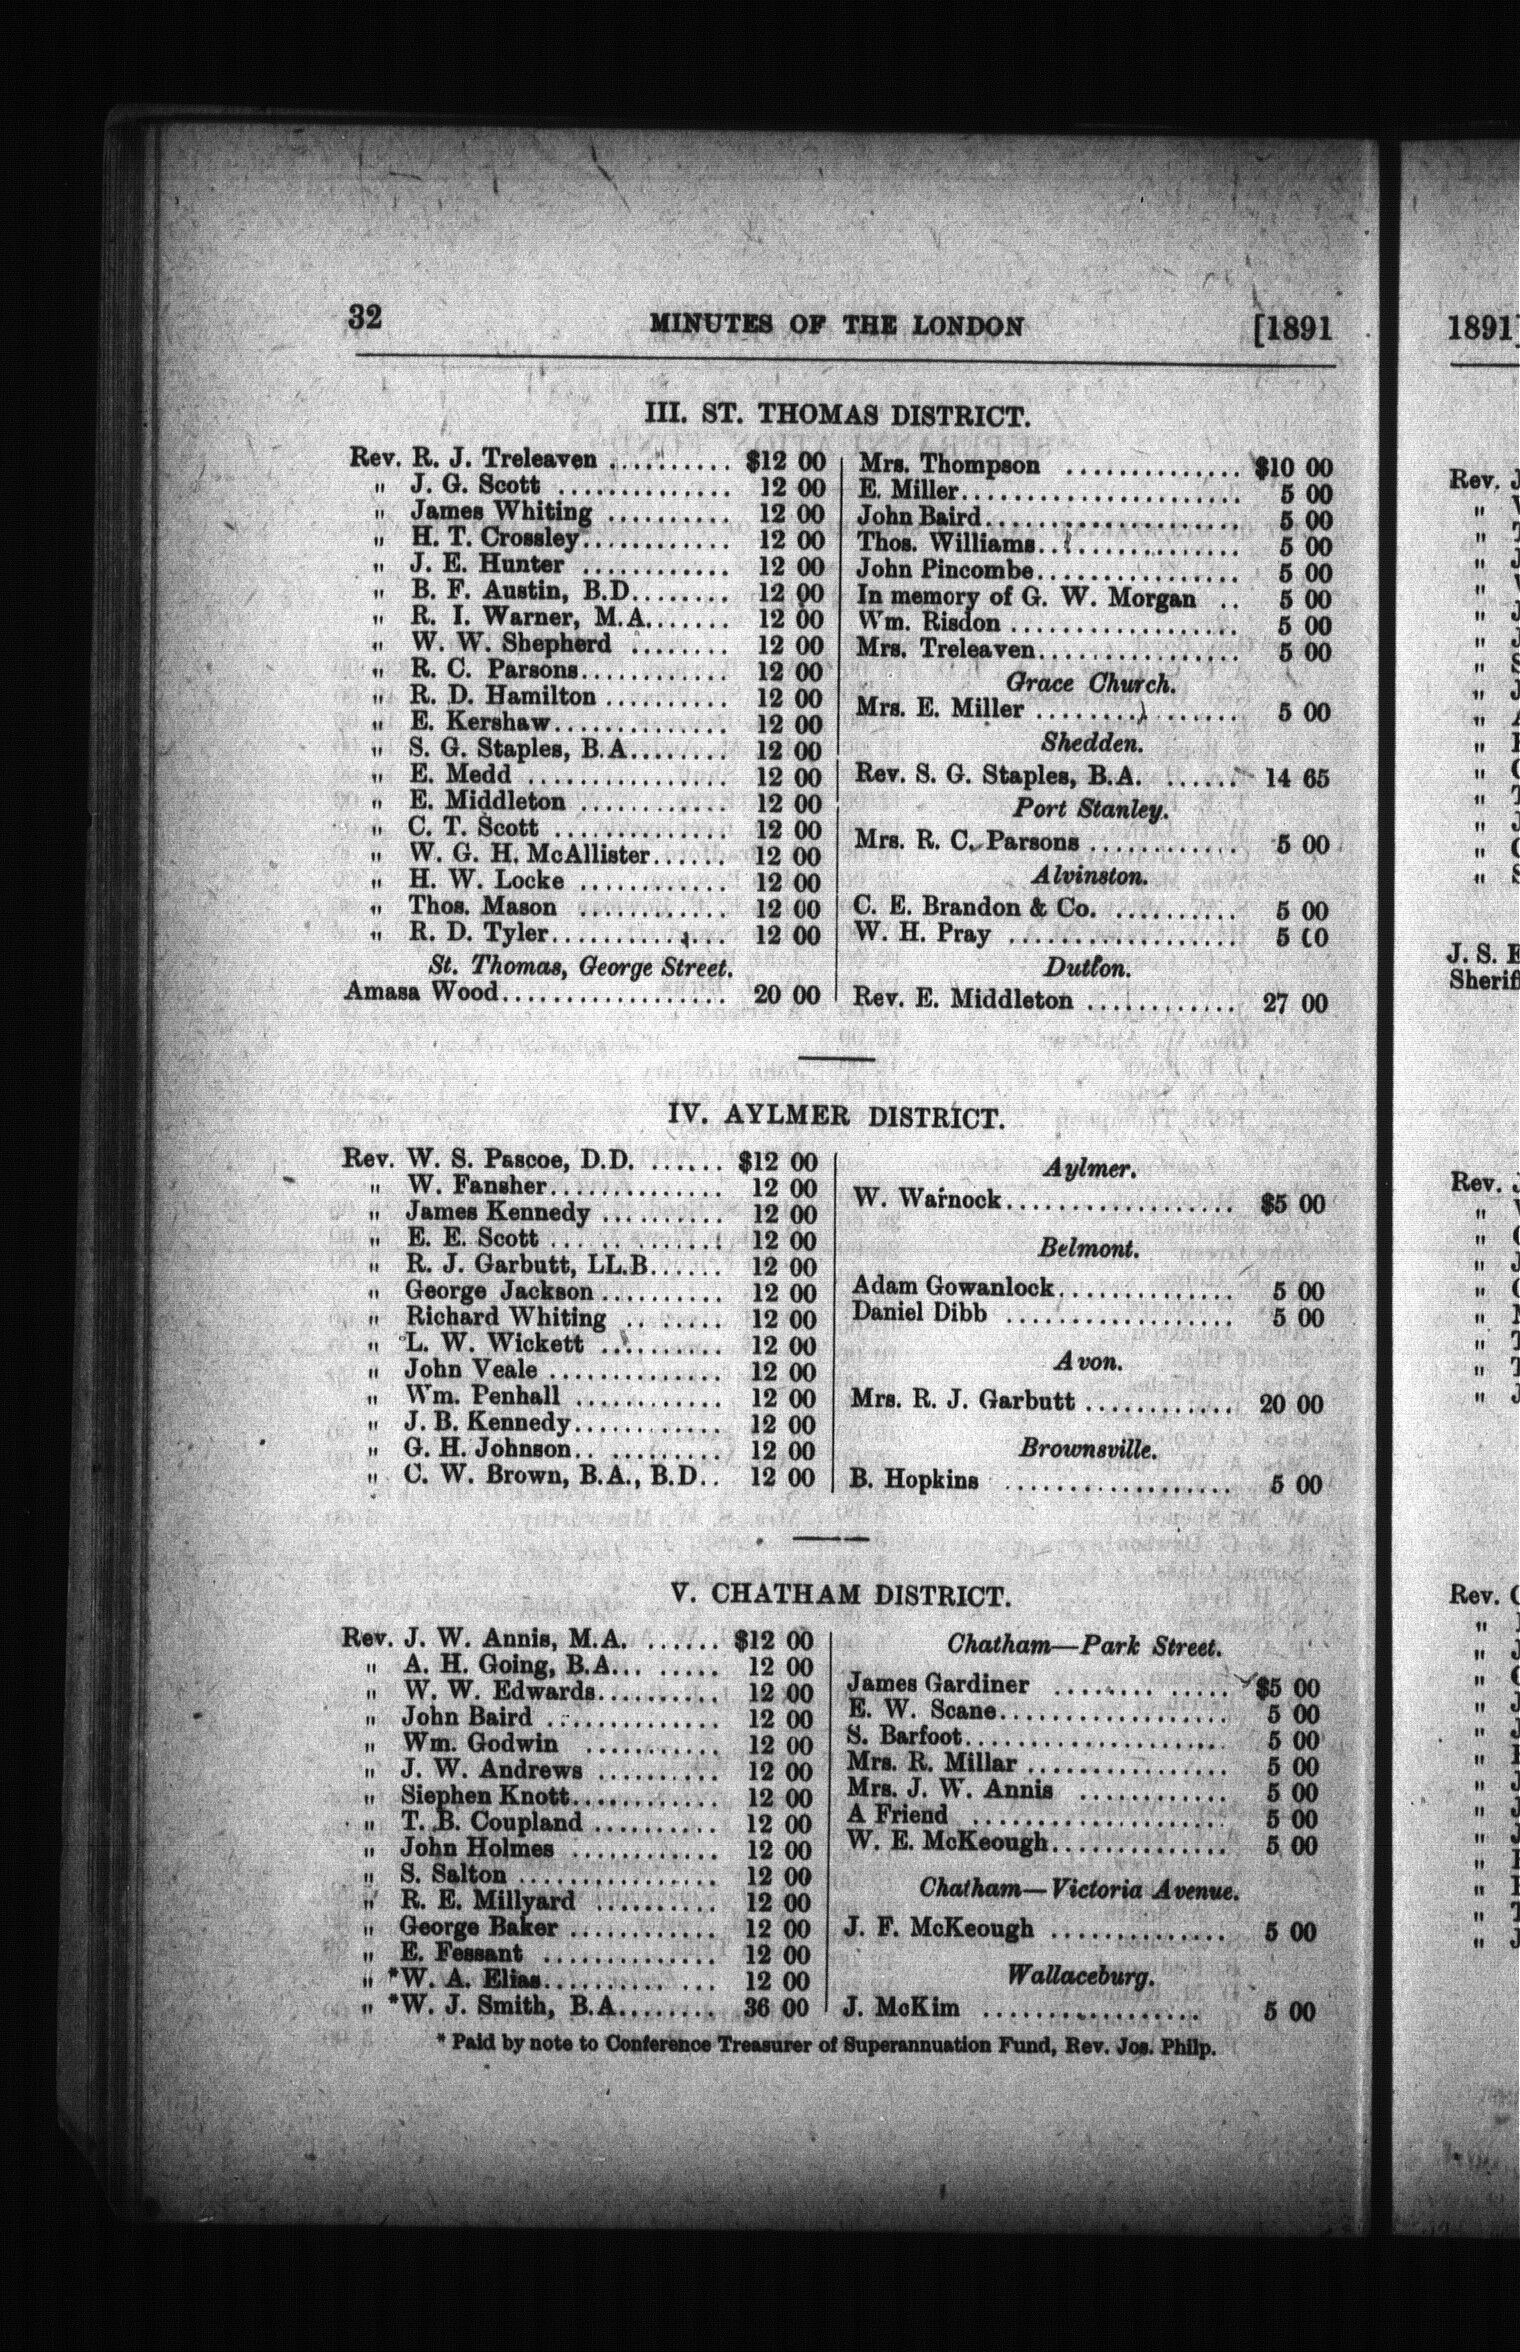 32 MINUTES OF THE LONDON [1891
III. ST. THOMAS DISTRICT.
Rev. R. J. Treleaven .......... $12 00
" J. G. Scott .............. 12 00
" James Whiting .......... 12 00
" H. T. Crossley............ 12 00
" J. E. Hunter ............ 12 00
" B. F. Austin, B.D........ 12 00
" R. I. Warner, M.A....... 12 00
" W. W. Shepherd ........ 12 00
" R. C. Parsons............ 12 00
" R. D. Hamilton .......... 12 00
" E. Kershaw.............. 12 00
" S. G. Staples, B.A........ 12 00
" E. Medd ................ 12 00
" E. Middleton ............ 12 00
" C. T. Scott .............. 12 00
" W. G. H. McAllister...... 12 00
" H. W. Locke ............ 12 00
" Thos. Mason ............ 12 00
" R. D. Tyler.............. 12 00
St. Thomas, George Street.
Amasa Wood.................. 20 00
Mrs. Thompson .............. $10 00
E. Miller...................... 5 00
John Baird.................... 5 00
Thos. Williams................ 5 00
John Pincombe................ 5 00
In memory of G. W. Morgan .. 5 00
Wm. Risdon .................. 5 00
Mrs. Treleaven................ 5 00
Grace Church.
Mrs. E. Miller ................ 5 00
Shedden.
Rev. S. G. Staples, B.A. ...... 14 65
Port Stanley.
Mrs. R. C. Parsons ............ 5 00
Alvinston.
C. E. Brandon & Co. .......... 5 00
W. H. Pray .................. 5 00
Dutton.
Rev. E. Middleton ............ 27 00
IV. AYLMER DISTRICT.
Rev. W. S. Pascoe, D.D. ...... $12 00
" W. Fansher.............. 12 00
" James Kennedy .......... 12 00
" E. E. Scott .............. 12 00
" R. J. Garbutt, LL.B...... 12 00
" George Jackson .......... 12 00
" Richard Whiting ........ 12 00
" L. W. Wickett .......... 12 00
" John Veale .............. 12 00
" Wm. Penhall ............ 12 00
" J. B. Kennedy............ 12 00
" G. H. Johnson.. ......... 12 00
" C. W. Brown, B.A., B.D.. 12 00
Aylmer.
W. Warnock.................. $5 00
Belmont.
Adam Gowanlock.............. 5 00
Daniel Dibb .................. 5 00
Avon.
Mrs. R. J. Garbutt ............ 20 00
Brownsville.
B. Hopkins .................. 5 00
V. CHATHAM DISTRICT.
Rev. J. W. Annis, M.A. ...... $12 00
" A. H. Going, B.A... ..... 12 00
" W. W. Edwards.......... 12 00
" John Baird .............. 12 00
" Wm. Godwin ........... 12 00
" J. W. Andrews .......... 12 00
" Siephen Knott............ 12 00
" T. B. Coupland .......... 12 00
" John Holmes ............ 12 00
" S. Salton ................ 12 00
" R. E. Millyard .......... 12 00
" George Baker ............ 12 00
" E. Fessant .............. 12 00
" *W. A. Elias.......... ... 12 00
" *W. J. Smith, B.A........ 36 00
Chatham—Park Street.
James Gardiner .............. $5 00
E. W. Scane.................. 5 00
S. Barfoot.................... 5 00
Mrs. R. Millar ................ 5 00
Mrs. J. W. Annis ............ 5 00
A Friend .................... 5 00
W. E. McKeough.............. 5 00
Chatham—Victoria Avenue.
J. F. McKeough .............. 5 00
Wallaceburg.
J. McKim ................. 5 00
* Paid by note to Conference Treasurer of Superannuation Fund, Rev. Jos. Philp.
1891]
Rev.
J. S.
Rev.
Rev.